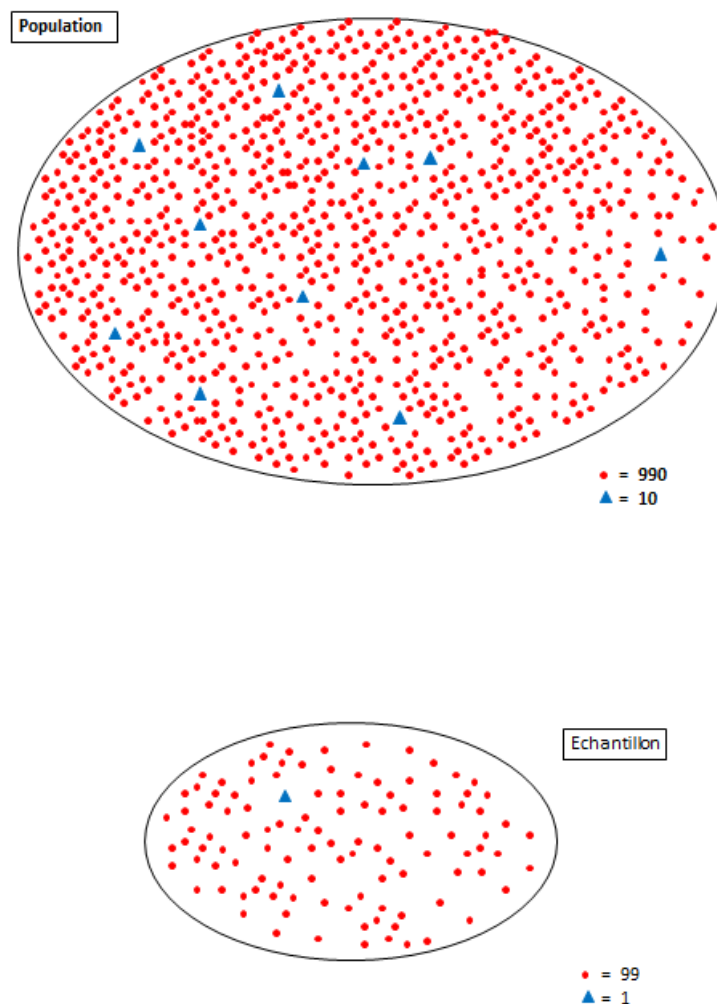 Population
= 990
= 10
Echantillon
= 99
= 1